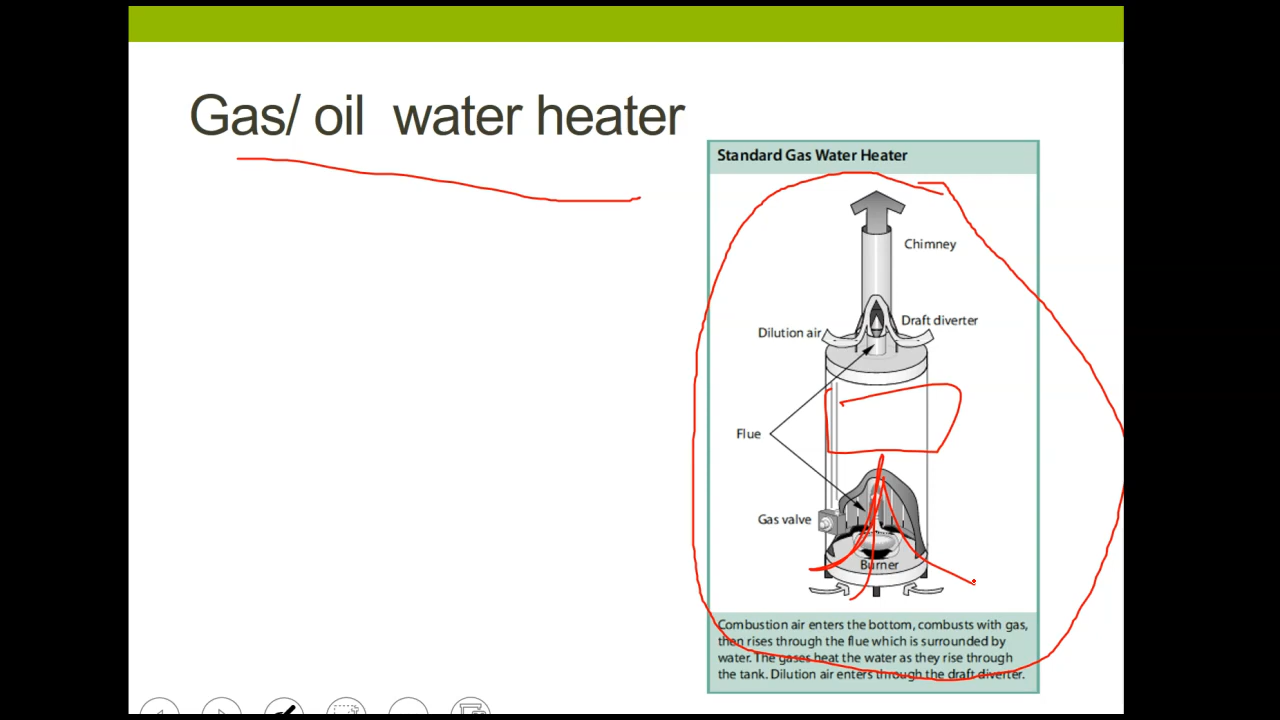 Gas/ oil water heater
Standard Gas Water Heater
Chimney
Draft diverter
Dilution air
Flue
Gas valve
Burner
Combustion air enters the bottom, combusts with gas,
then rises through the flue which is surrounded by
water. The gases heat the water as they rise through
the tank. Dilution air enters through the draft diverter.